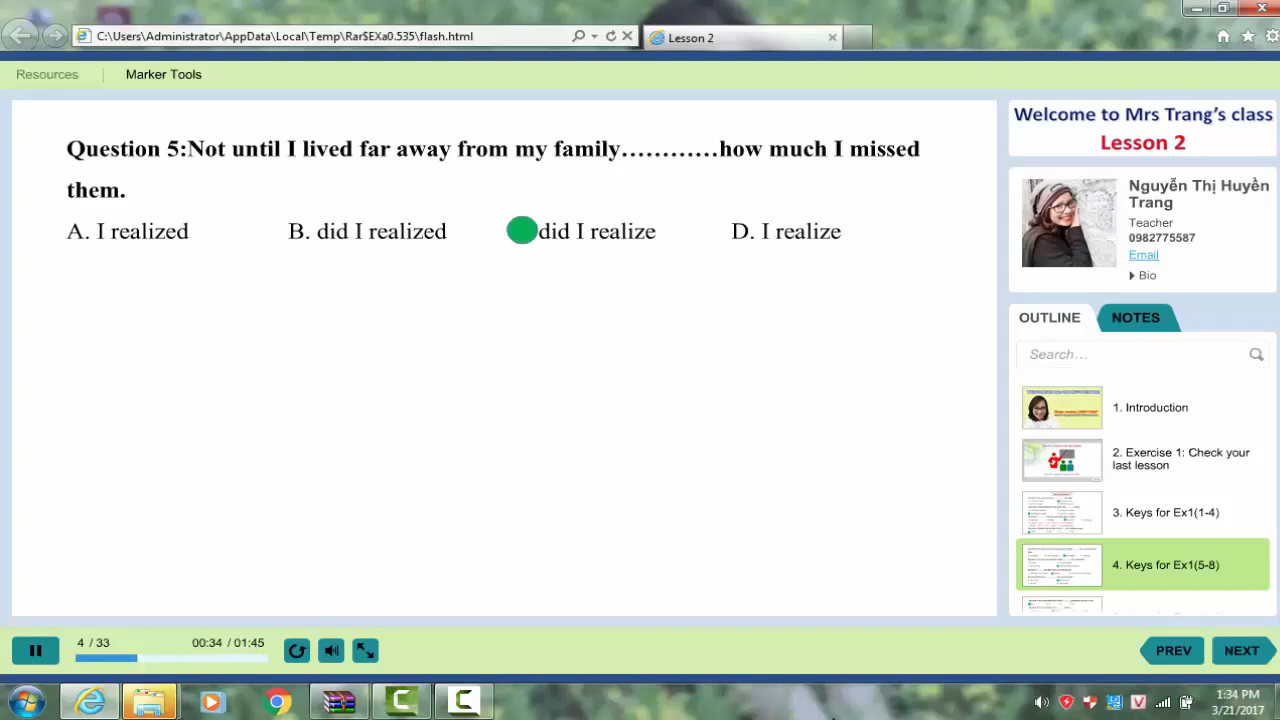 C:\Users\Administrator\AppData\Local\Temp\Rar$EXa0.535\flash.html
Lesson 2
Resources
Marker Tools
Question 5:Not until I lived far away from my family…………how much I missed
them.
A. I realized
B. did I realized
did I realize
D. I realize
Welcome to Mrs Trang's class
Lesson 2
Nguyễn Thị Huyền
Trang
Teacher
0982775587
Email
Bio
OUTLINE
NOTES
Search...
1. Introduction
2. Exercise 1: Check your
last lesson
3. Keys for Ex1(1-4)
4. Keys for Ex1(5-8)
4 / 33
00:34 / 01:45
PREV
NEXT
1:34 PM
3/21/2017